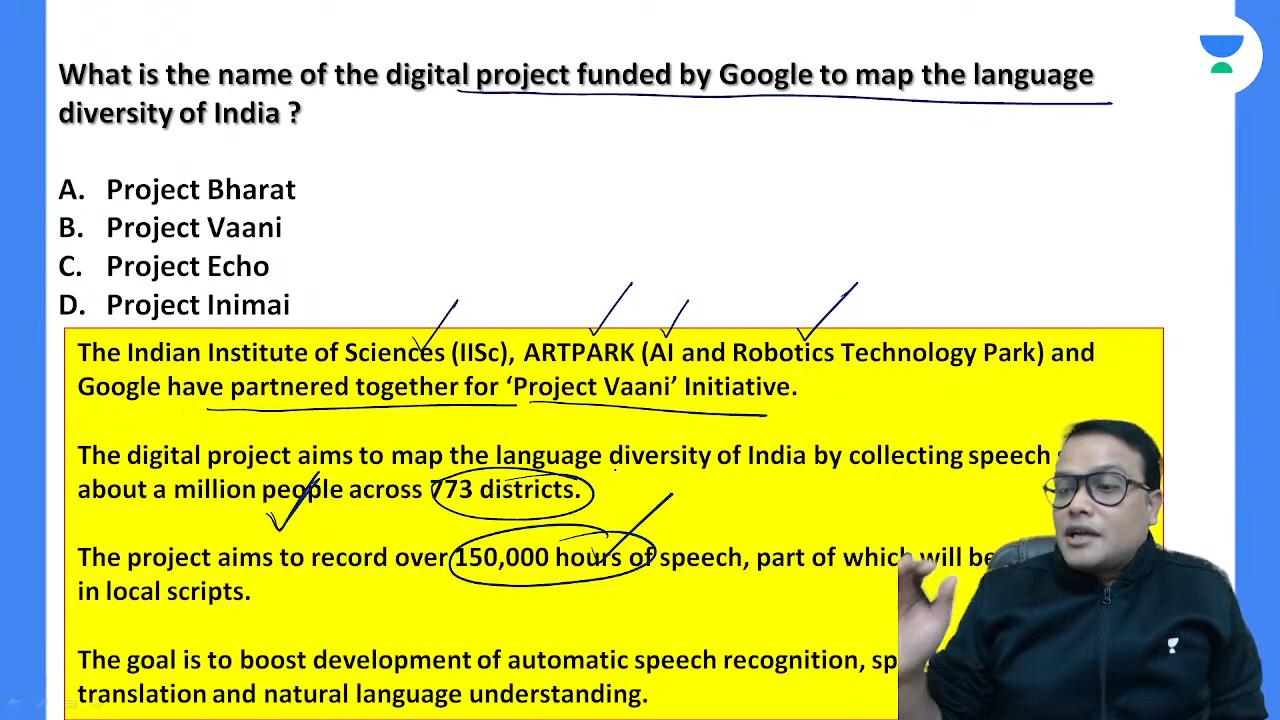 What is the name of the digital project funded by Google to map the language
diversity of India ?
A. Project Bharat
B. Project Vaani
C. Project Echo
D. Project Inimai
The Indian Institute of Sciences (IISc), ARTPARK (AI and Robotics Technology Park) and
Google have partnered together for ‘Project Vaani’ Initiative.
The digital project aims to map the language diversity of India by collecting speech
about a million people across 773 districts.
The project aims to record over 150,000 hours of speech, part of which will be
in local scripts.
The goal is to boost development of automatic speech recognition,
translation and natural language understanding.